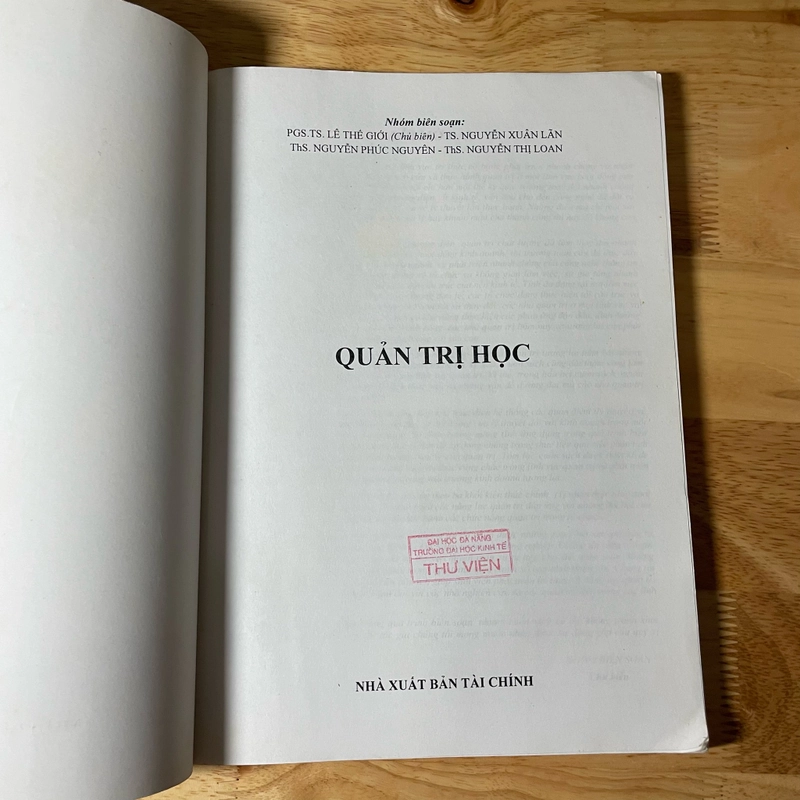 Nhóm biên soạn:
PGS.TS. LÊ THẾ GIỚI (Chủ biên) - TS. NGUYỄN XUÂN LÃN
ThS. NGUYỄN PHÚC NGUYÊN - ThS. NGUYỄN THỊ LOAN
QUẢN TRỊ HỌC
ĐẠI HỌC ĐÀ NẴNG
TRƯỜNG ĐẠI HỌC KINH TẾ
THƯ VIỆN
NHÀ XUẤT BẢN TÀI CHÍNH